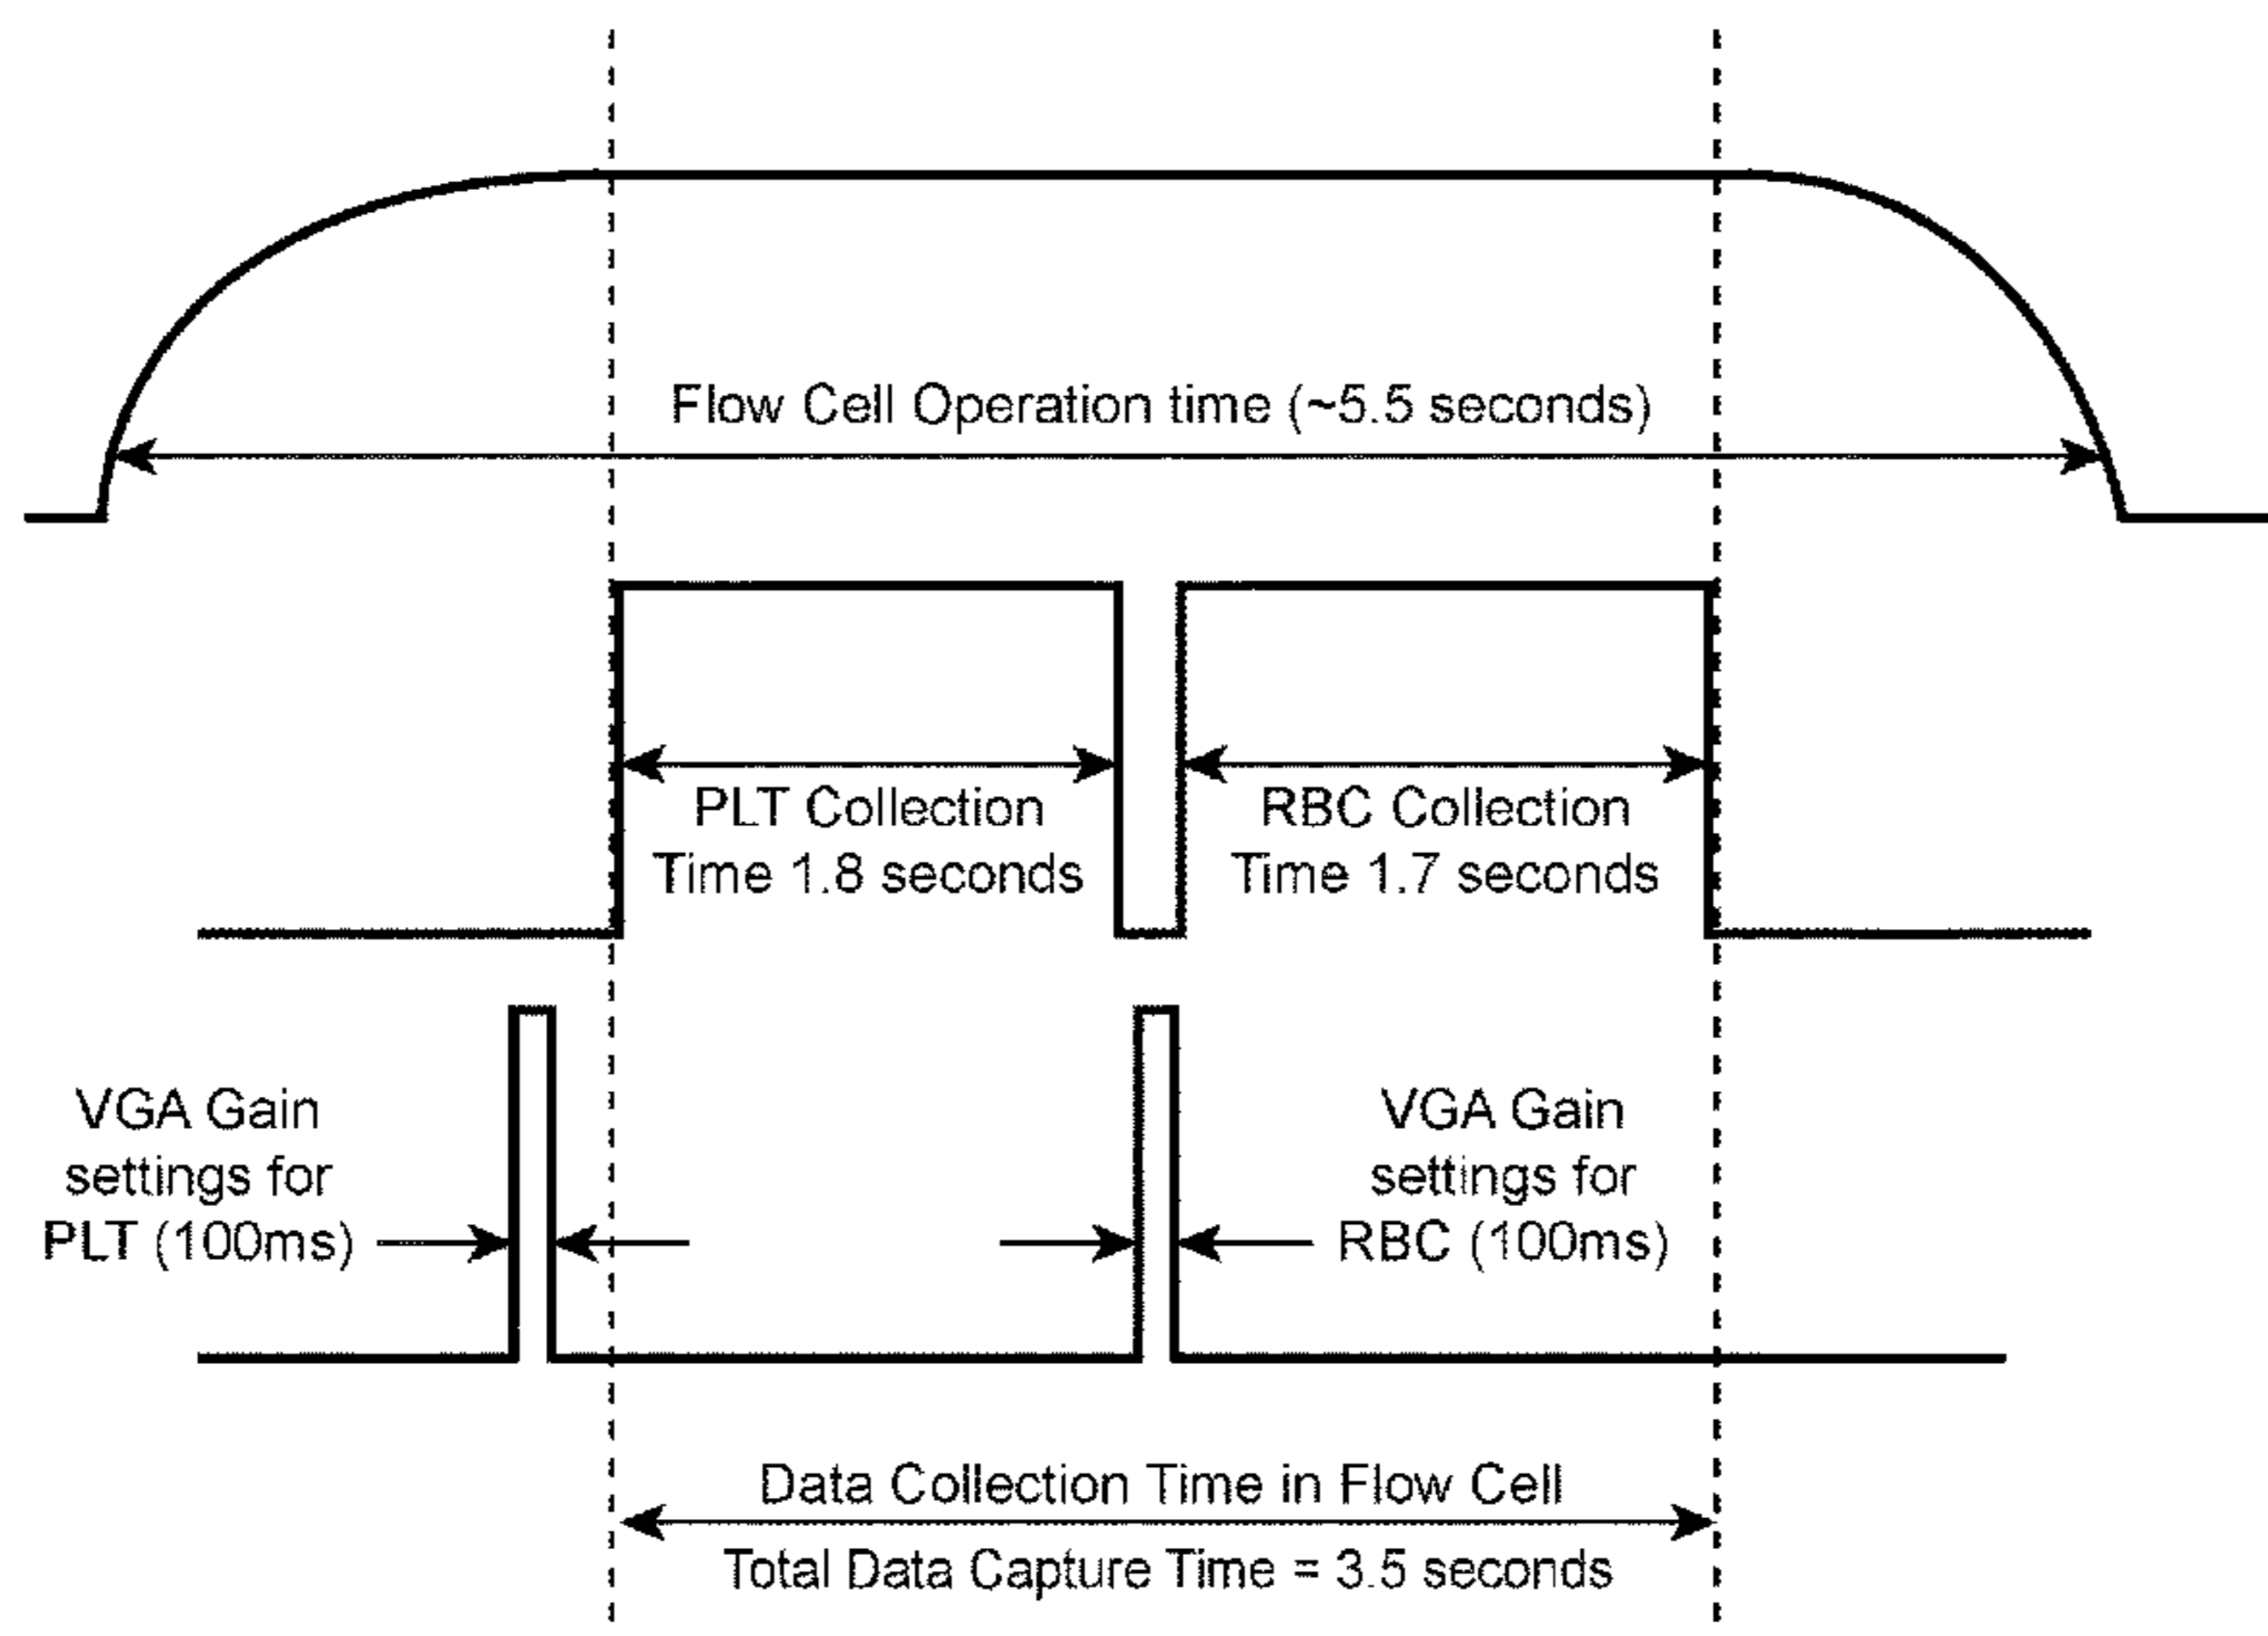 Flow Cell Operation time (~5.5 seconds)
PLT Collection
Time 1.8 seconds
RBC Collection
Time 1.7 seconds
VGA Gain
settings for
PLT (100ms)
VGA Gain
settings for
RBC (100ms)
Data Collection Time in Flow Cell
Total Data Capture Time = 3.5 seconds